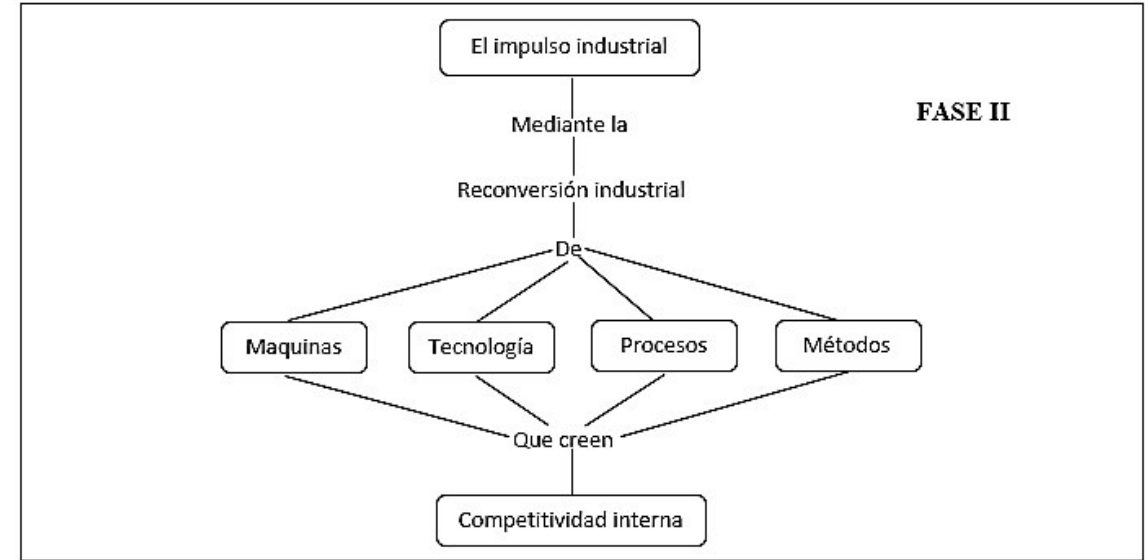 El impulso industrial
FASE II
Mediante la
Reconversión industrial
De
Maquinas
Tecnología
Procesos
Métodos
Que creen
Competitividad interna